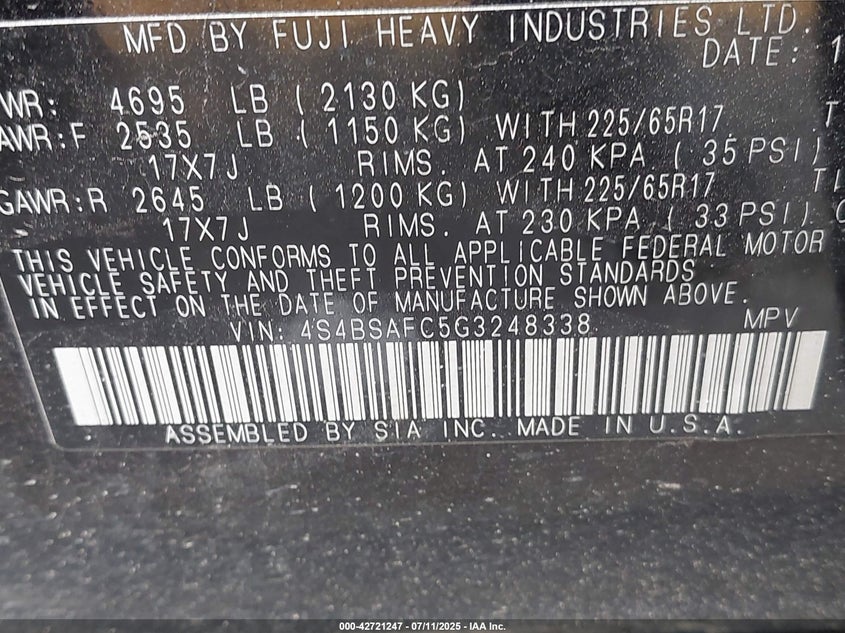 MFD BY FUJI HEAVY INDUSTRIES LTD.
DATE: 1
WR: 4695 LB ( 2130 KG)
AWR:F 2535 LB ( 1150 KG) WITH 225/65R17 T
17X7J RIMS. AT 240 KPA ( 35 PSI)
GAWR:R 2645 LB ( 1200 KG) WITH 225/65R17 TL
17X7J RIMS. AT 230 KPA ( 33 PSI)
THIS VEHICLE CONFORMS TO ALL APPLICABLE FEDERAL MOTOR
VEHICLE SAFETY AND THEFT PREVENTION STANDARDS
IN EFFECT ON THE DATE OF MANUFACTURE SHOWN ABOVE.
VIN: 4S4BSAFC5G3248338 MPV
ASSEMBLED BY SIA INC. MADE IN U.S.A.
000-42721247 - 07/11/2025 - IAA Inc.